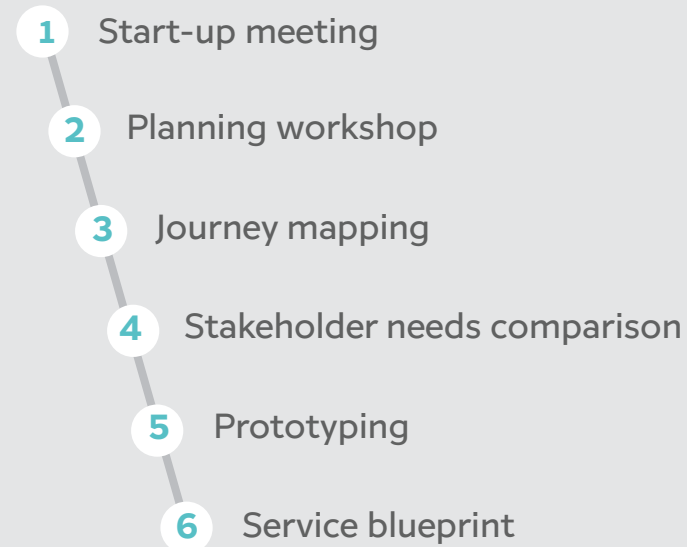 1 Start-up meeting
2 Planning workshop
3 Journey mapping
4 Stakeholder needs comparison
5 Prototyping
6 Service blueprint